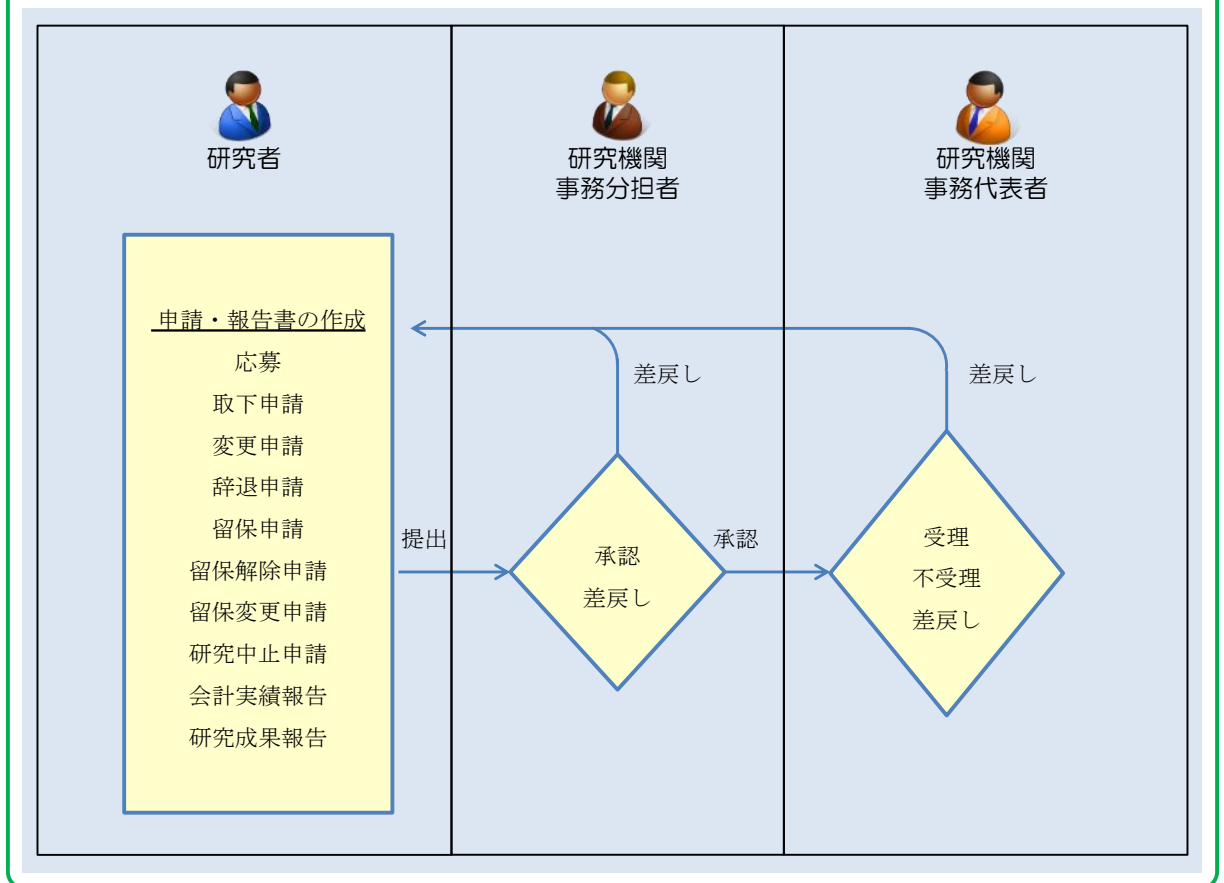 研究者
研究機関
事務分担者
研究機関
事務代表者
申請・報告書の作成
応募
取下申請
変更申請
辞退申請
留保申請
留保解除申請
留保変更申請
研究中止申請
会計実績報告
研究成果報告
提出
差戻し
承認
差戻し
承認
差戻し
受理
不受理
差戻し